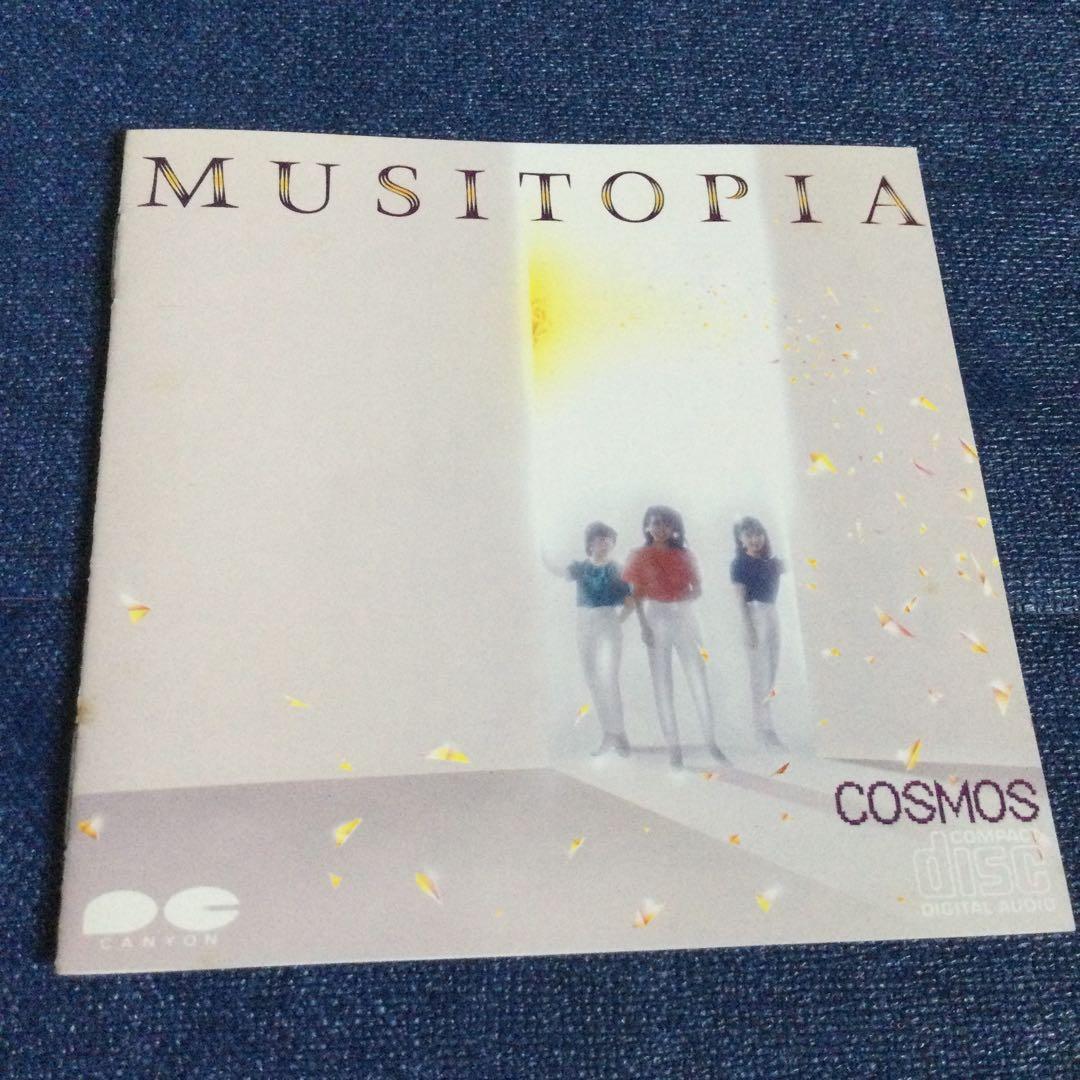 MUSITOPIA
COSMOS
COMPACT
disc
DIGITAL AUDIO
CANYON